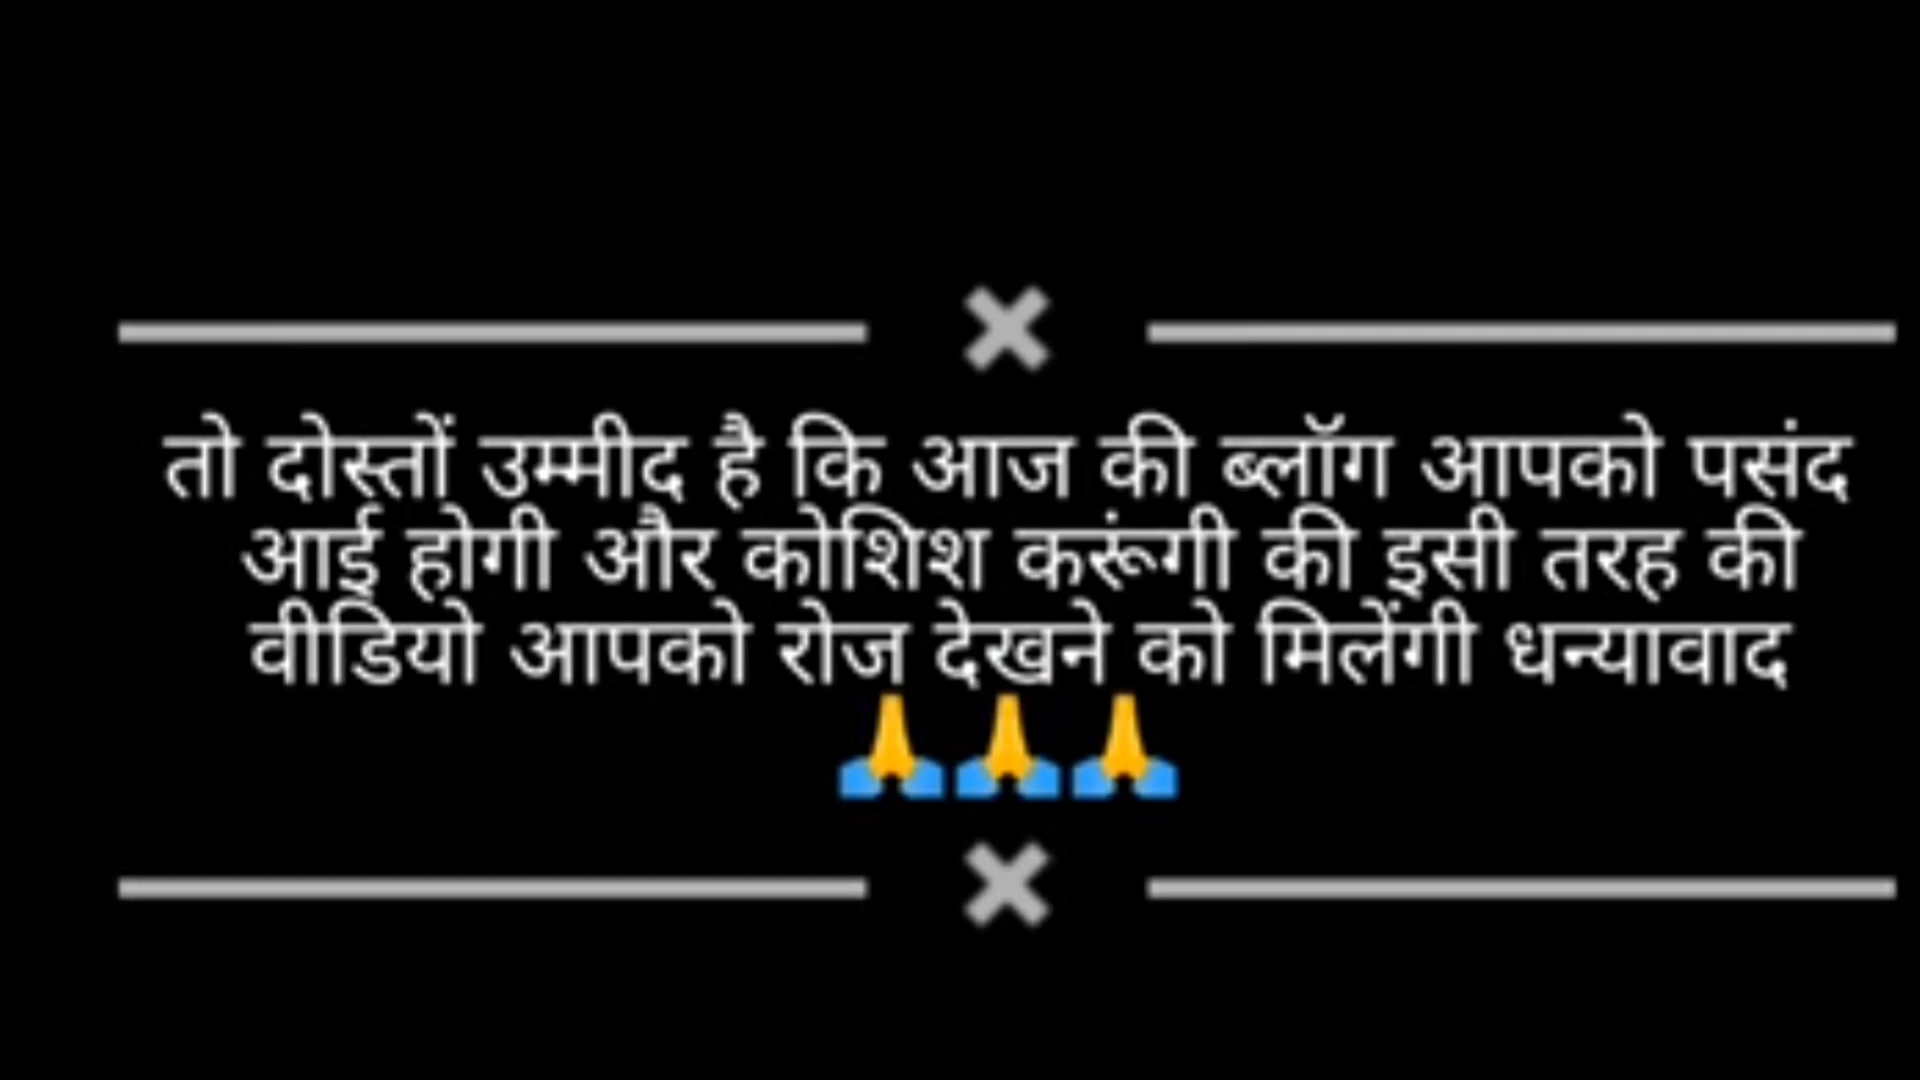 तो दोस्तों उम्मीद है कि आज की ब्लॉग आपको पसंद
आई होगी और कोशिश करूंगी की इसी तरह की
वीडियो आपको रोज देखने को मिलेंगी धन्यावाद
🙏🙏🙏